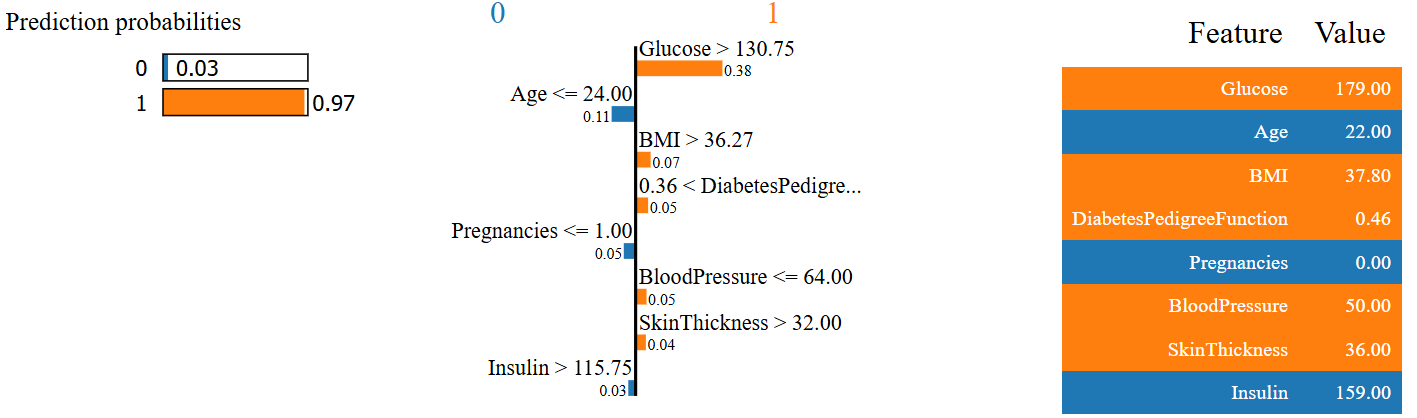 Prediction probabilities
0 0.03
1 0.97
0 1
Glucose > 130.75
0.38
Age <= 24.00
0.11
BMI > 36.27
0.07
0.36 < DiabetesPedigre...
0.05
Pregnancies <= 1.00
0.05
BloodPressure <= 64.00
0.05
SkinThickness > 32.00
0.04
Insulin > 115.75
0.03
Feature Value
Glucose 179.00
Age 22.00
BMI 37.80
DiabetesPedigreeFunction 0.46
Pregnancies 0.00
BloodPressure 50.00
SkinThickness 36.00
Insulin 159.00